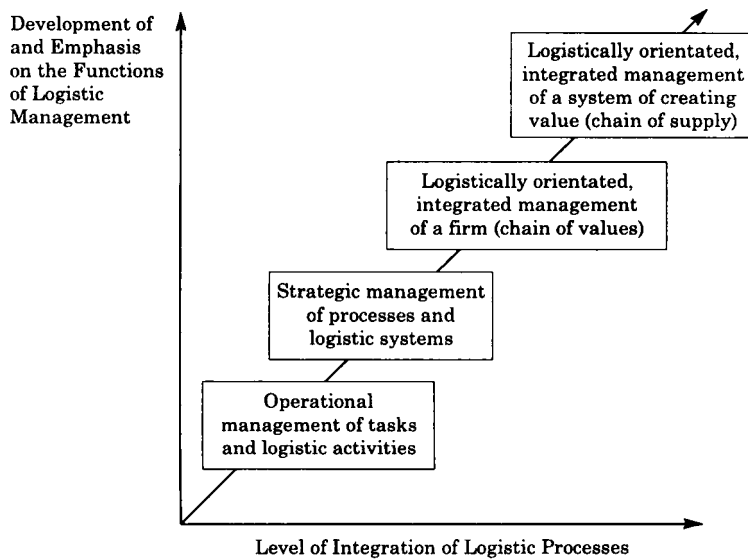 Development of
and Emphasis
on the Functions
of Logistic
Management
Logistically orientated,
integrated management
of a system of creating
value (chain of supply)
Logistically orientated,
integrated management
of a firm (chain of values)
Strategic management
of processes and
logistic systems
Operational
management of tasks
and logistic activities
Level of Integration of Logistic Processes